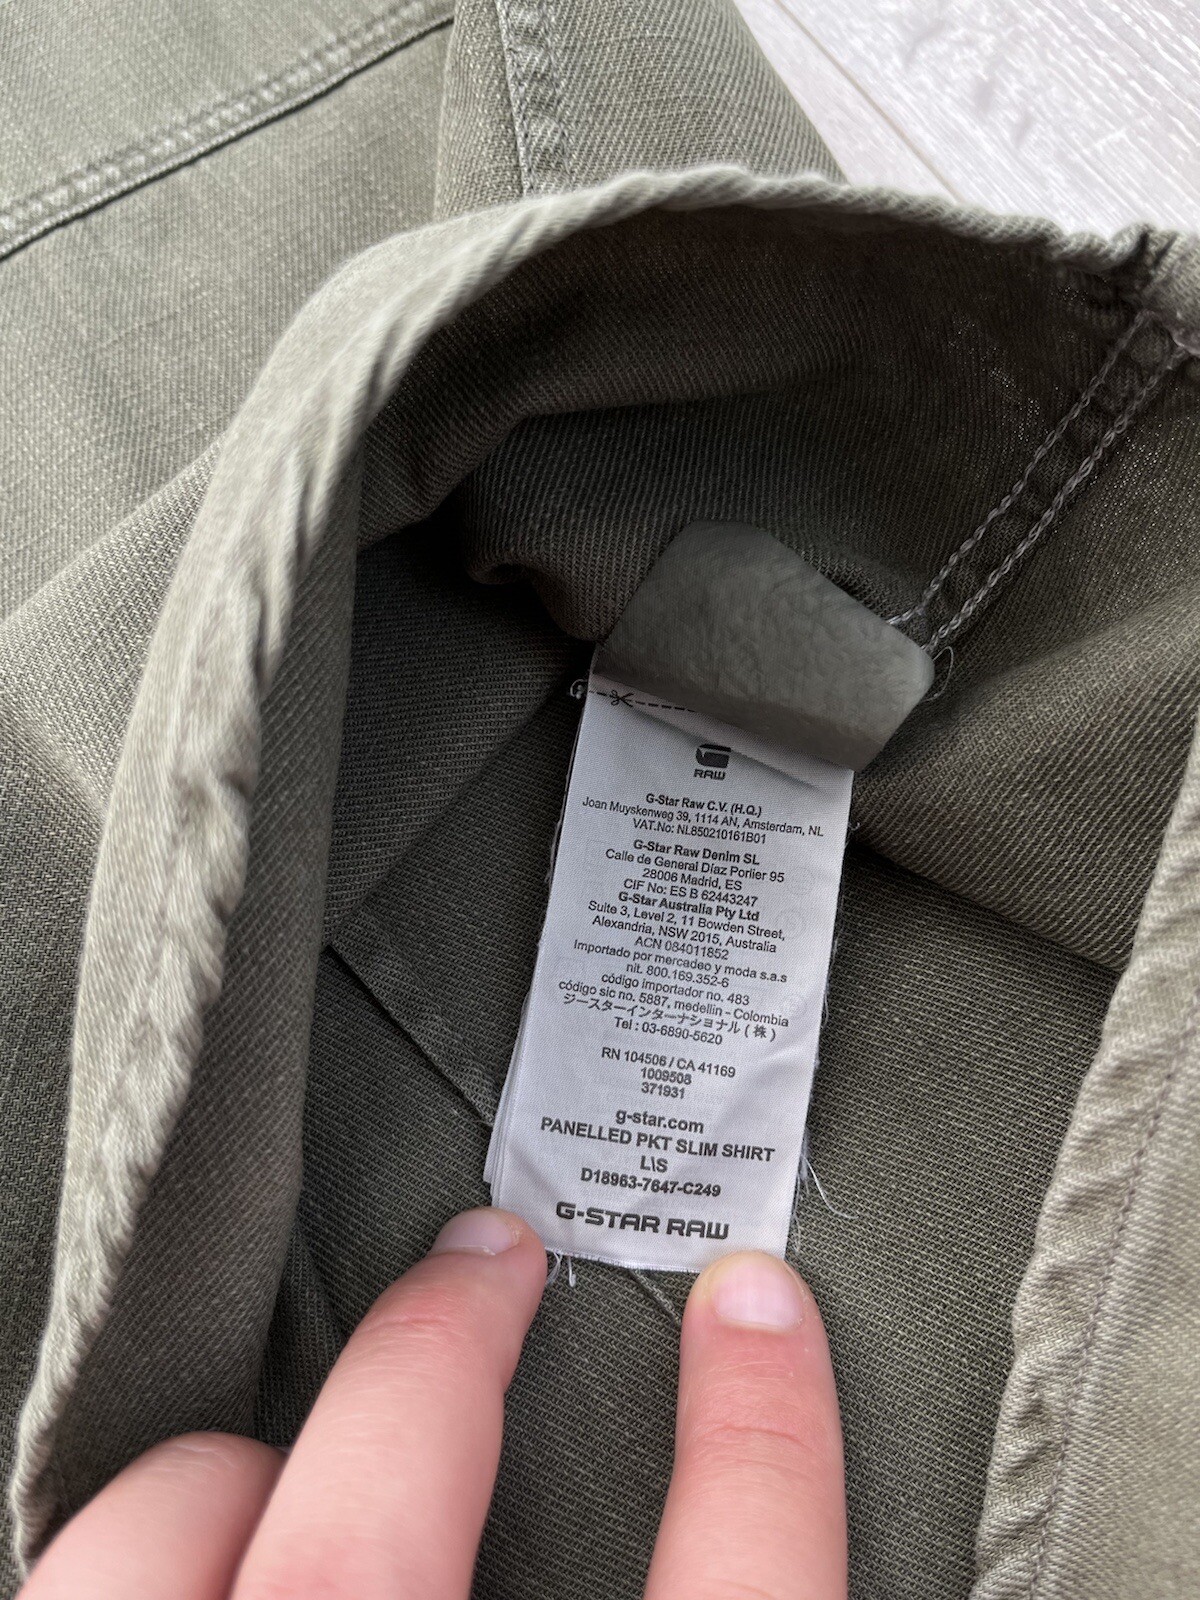 RAW
G-Star Raw C.V. (H.Q.)
Joan Muyskenweg 39, 1114 AN, Amsterdam, NL
VAT.No: NL850210161B01
G-Star Raw Denim SL
Calle de General Díaz Porlier 95
28006 Madrid, ES
CIF No: ES B 62443247
G-Star Australia Pty Ltd
Suite 3, Level 2, 11 Bowden Street,
Alexandria, NSW 2015, Australia
ACN 084011852
Importado por mercadeo y moda s.a.s
nit. 800.169.352-6
código importador no. 483
código sic no. 5887, medellin - Colombia
ジースターインターナショナル ( 株 )
Tel : 03-6890-5620
RN 104506 / CA 41169
1009508
371931
g-star.com
PANELLED PKT SLIM SHIRT
L\S
D18963-7647-C249
G-STAR RAW